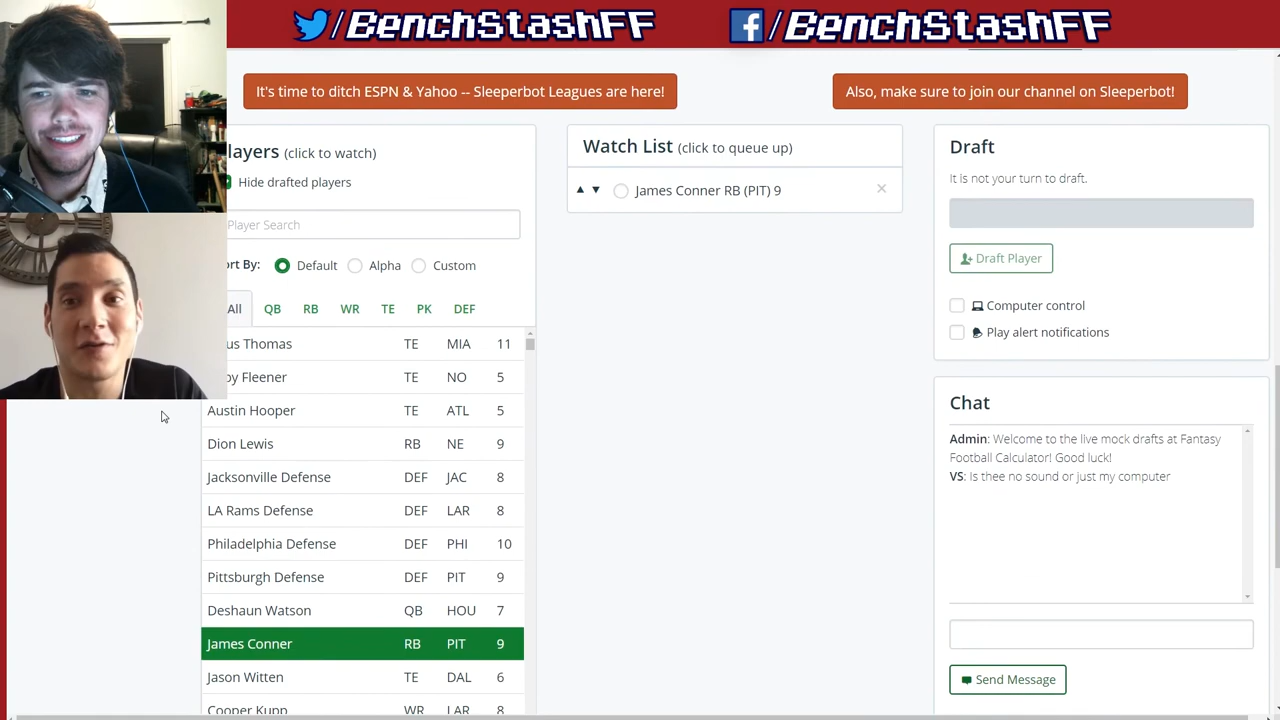 /BenchStashFF
/BenchStashFF
It's time to ditch ESPN & Yahoo -- Sleeperbot Leagues are here!
Also, make sure to join our channel on Sleeperbot!
layers (click to watch)
Hide drafted players
Player Search
ort By: Default Alpha Custom
All QB RB WR TE PK DEF
us Thomas TE MIA 11
by Fleener TE NO 5
Austin Hooper TE ATL 5
Dion Lewis RB NE 9
Jacksonville Defense DEF JAC 8
LA Rams Defense DEF LAR 8
Philadelphia Defense DEF PHI 10
Pittsburgh Defense DEF PIT 9
Deshaun Watson QB HOU 7
James Conner RB PIT 9
Jason Witten TE DAL 6
Cooper Kupp WR LAR 8
Watch List (click to queue up)
James Conner RB (PIT) 9
Draft
It is not your turn to draft.
Draft Player
Computer control
Play alert notifications
Chat
Admin: Welcome to the live mock drafts at Fantasy
Football Calculator! Good luck!
VS: Is thee no sound or just my computer
Send Message